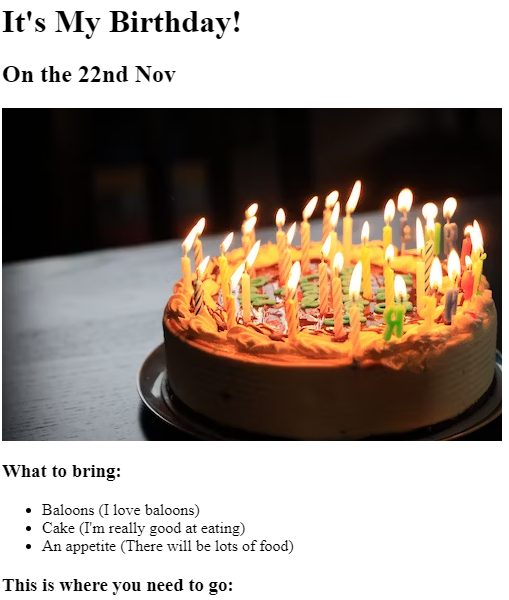 It's My Birthday!
On the 22nd Nov
What to bring:
Baloons (I love baloons)
Cake (I'm really good at eating)
An appetite (There will be lots of food)
This is where you need to go: